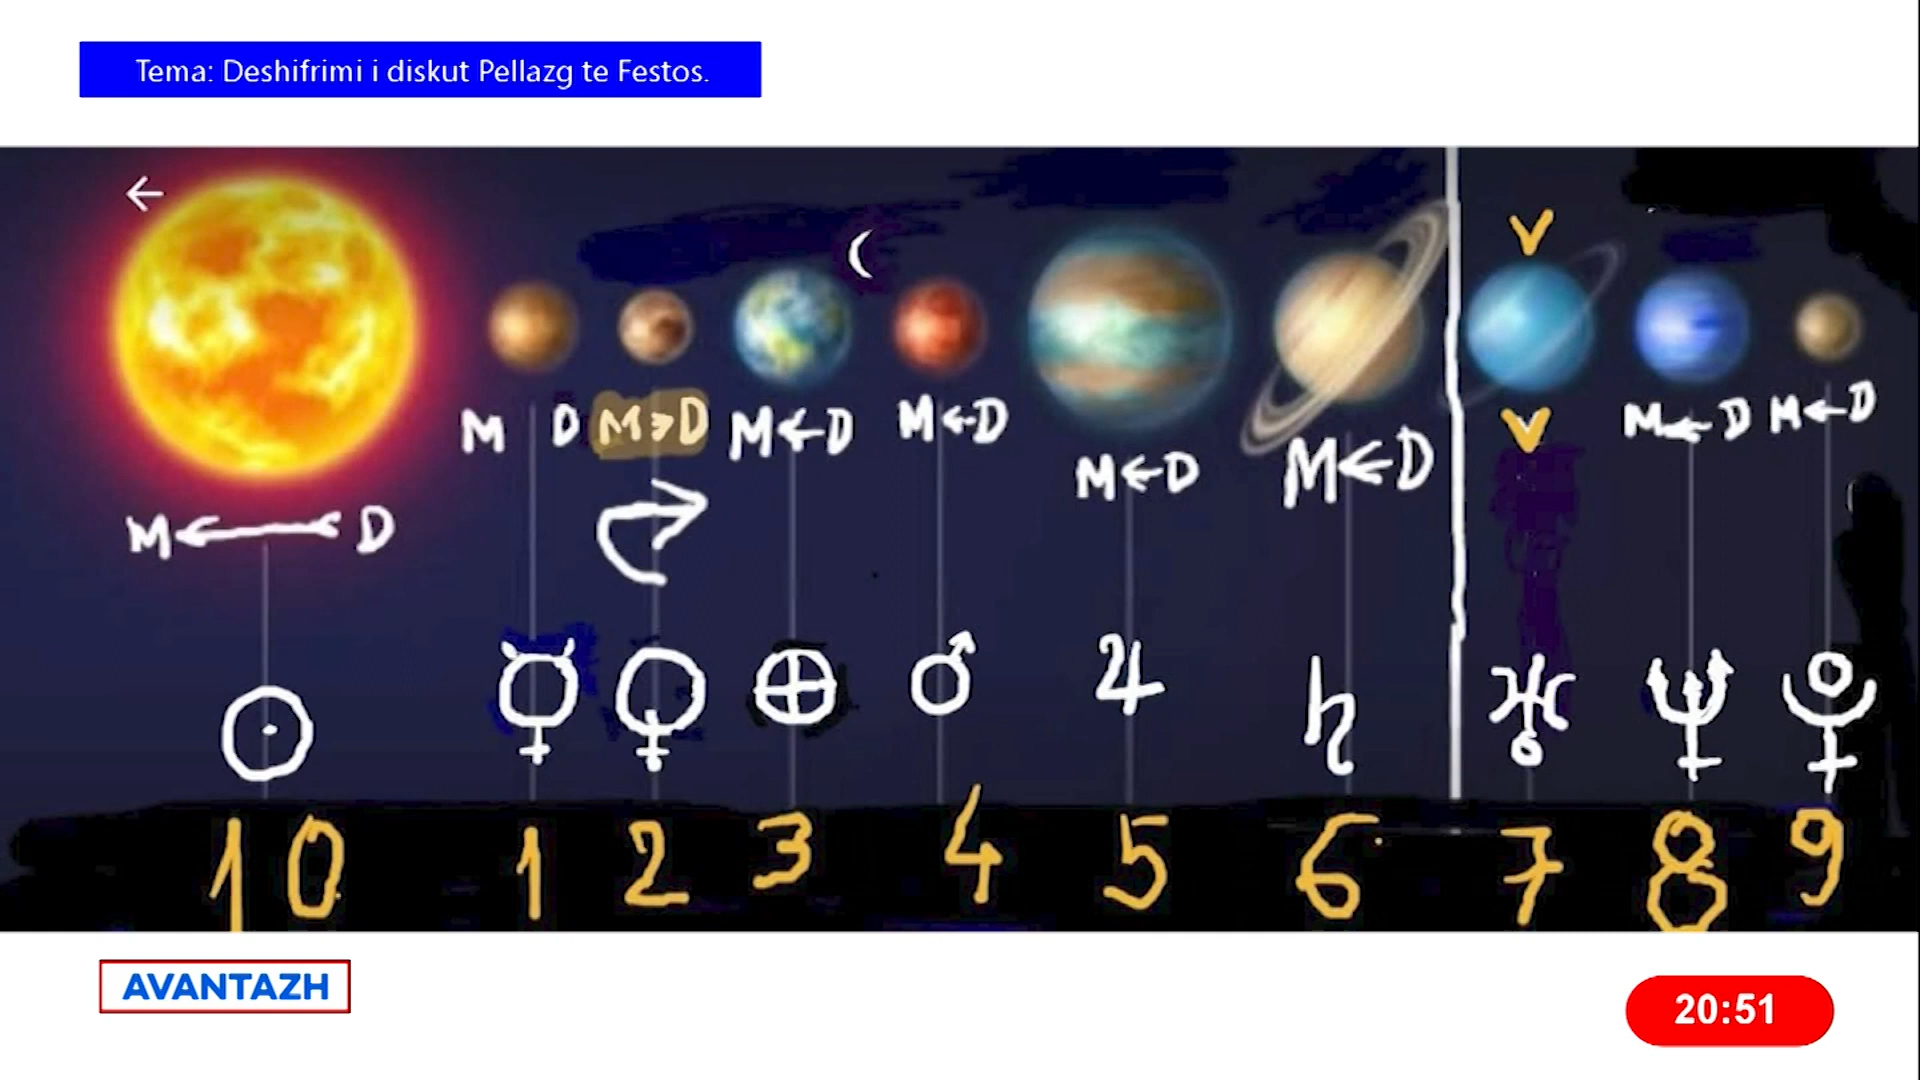 Tema: Deshifrimi i diskut Pellazg te Festos.
←
V
M D M→D M←D M←D V M←D M←D
M←D M←D
M←D
☉ ☿ ♀ ⊕ ♂ ♃ ♄ ♅ ♆ ♇
10 1 2 3 4 5 6 7 8 9
AVANTAZH
20:51